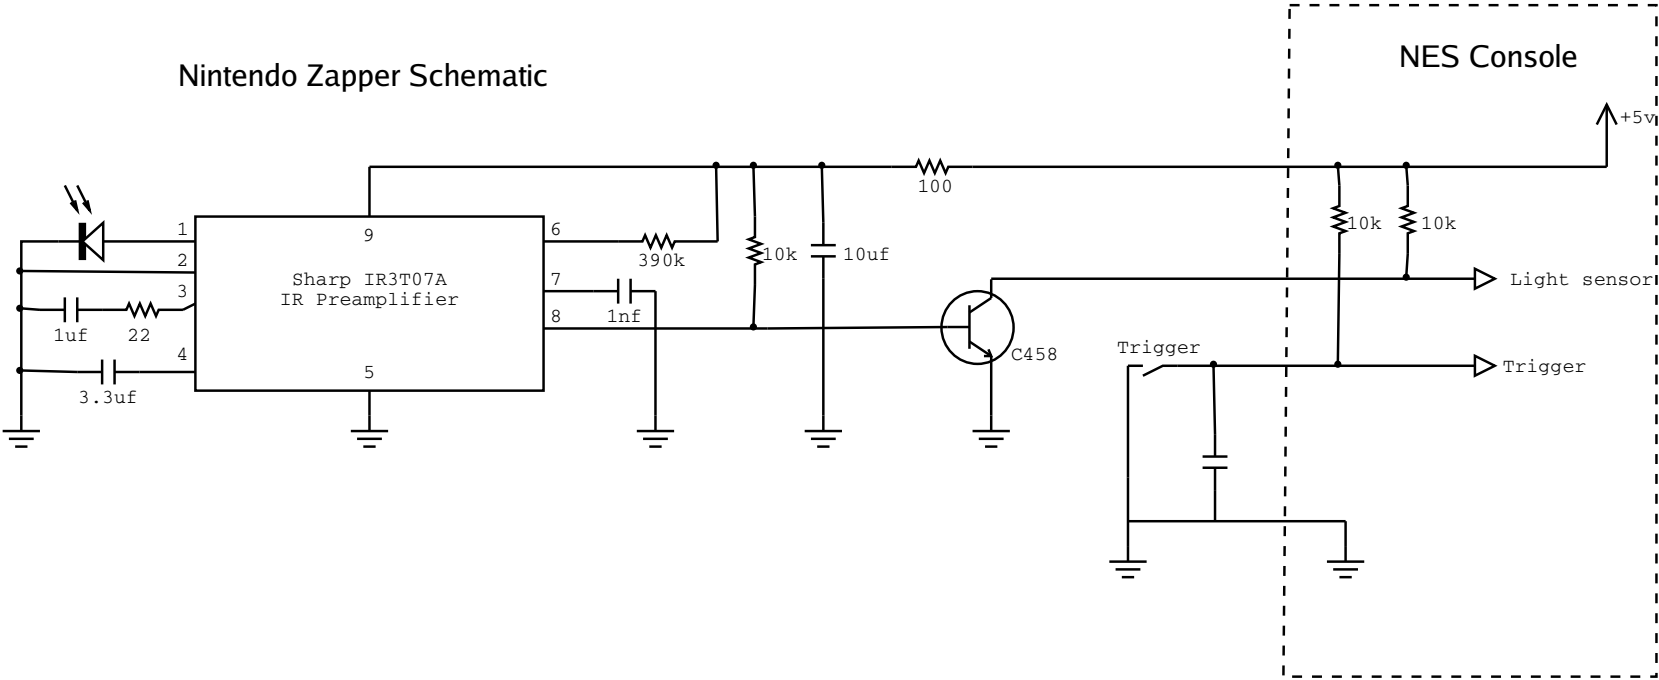 NES Console
Nintendo Zapper Schematic
+5v
100
1
9
6
10k
10k
2
390k
10k
10uf
Sharp IR3T07A
IR Preamplifier
7
Light sensor
3
1nf
8
1uf
22
4
C458
Trigger
5
Trigger
3.3uf